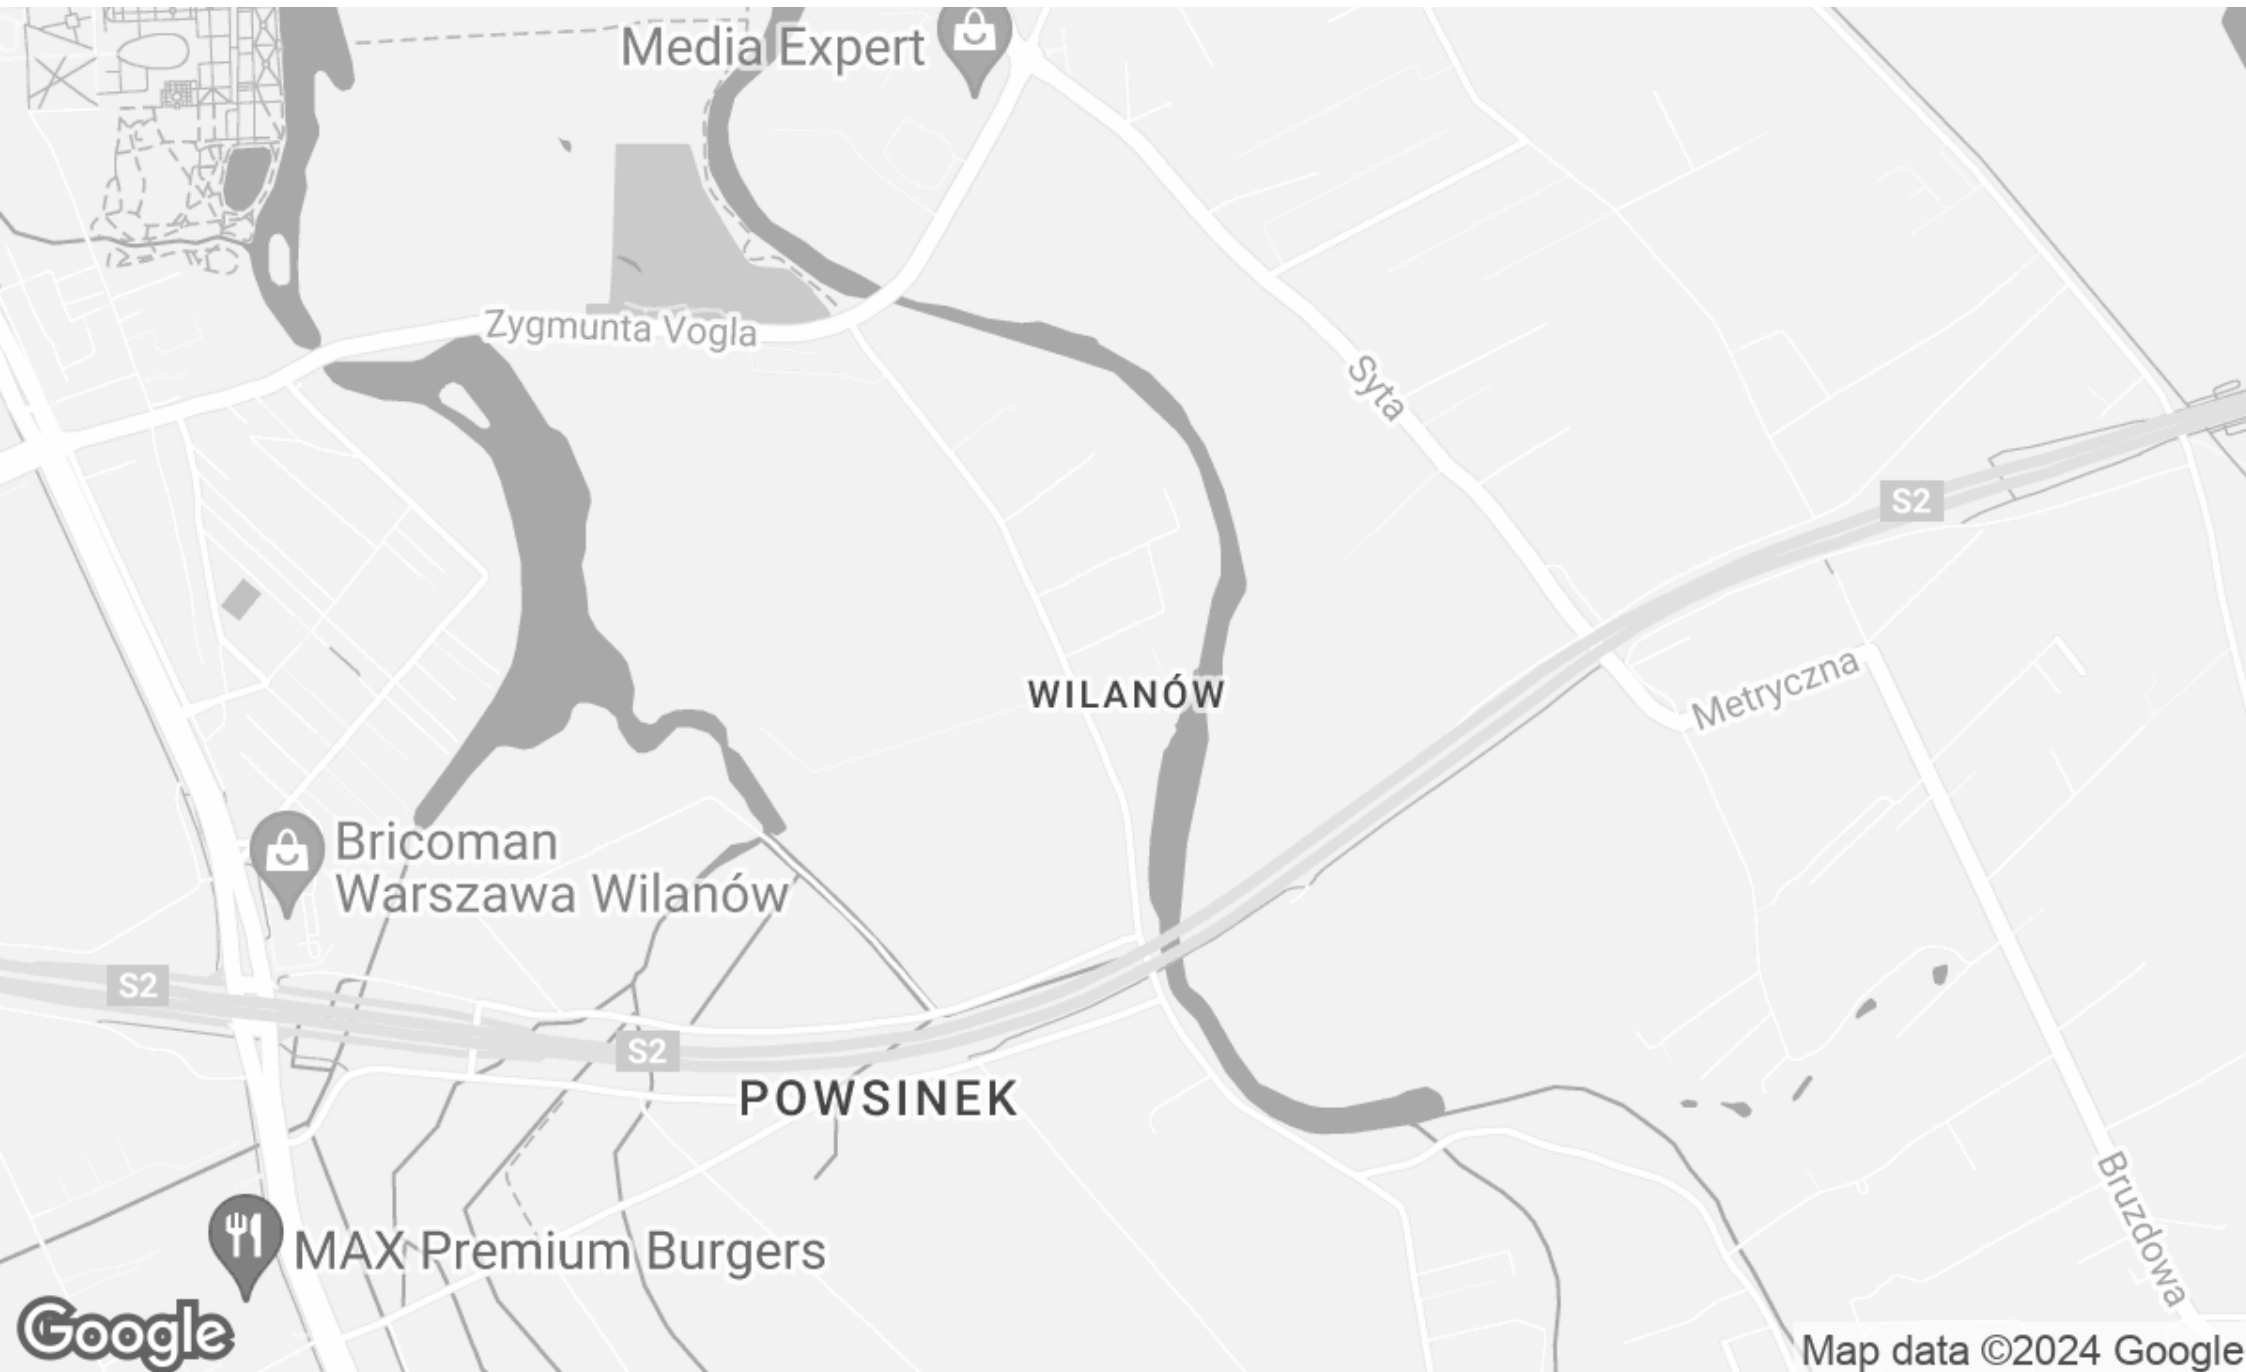 Media Expert
Zygmunta Vogla
Syta
S2
WILANÓW
Metryczna
Bricoman
Warszawa Wilanów
S2
S2
POWSINEK
Bruzdowa
MAX Premium Burgers
Google
Map data ©2024 Google